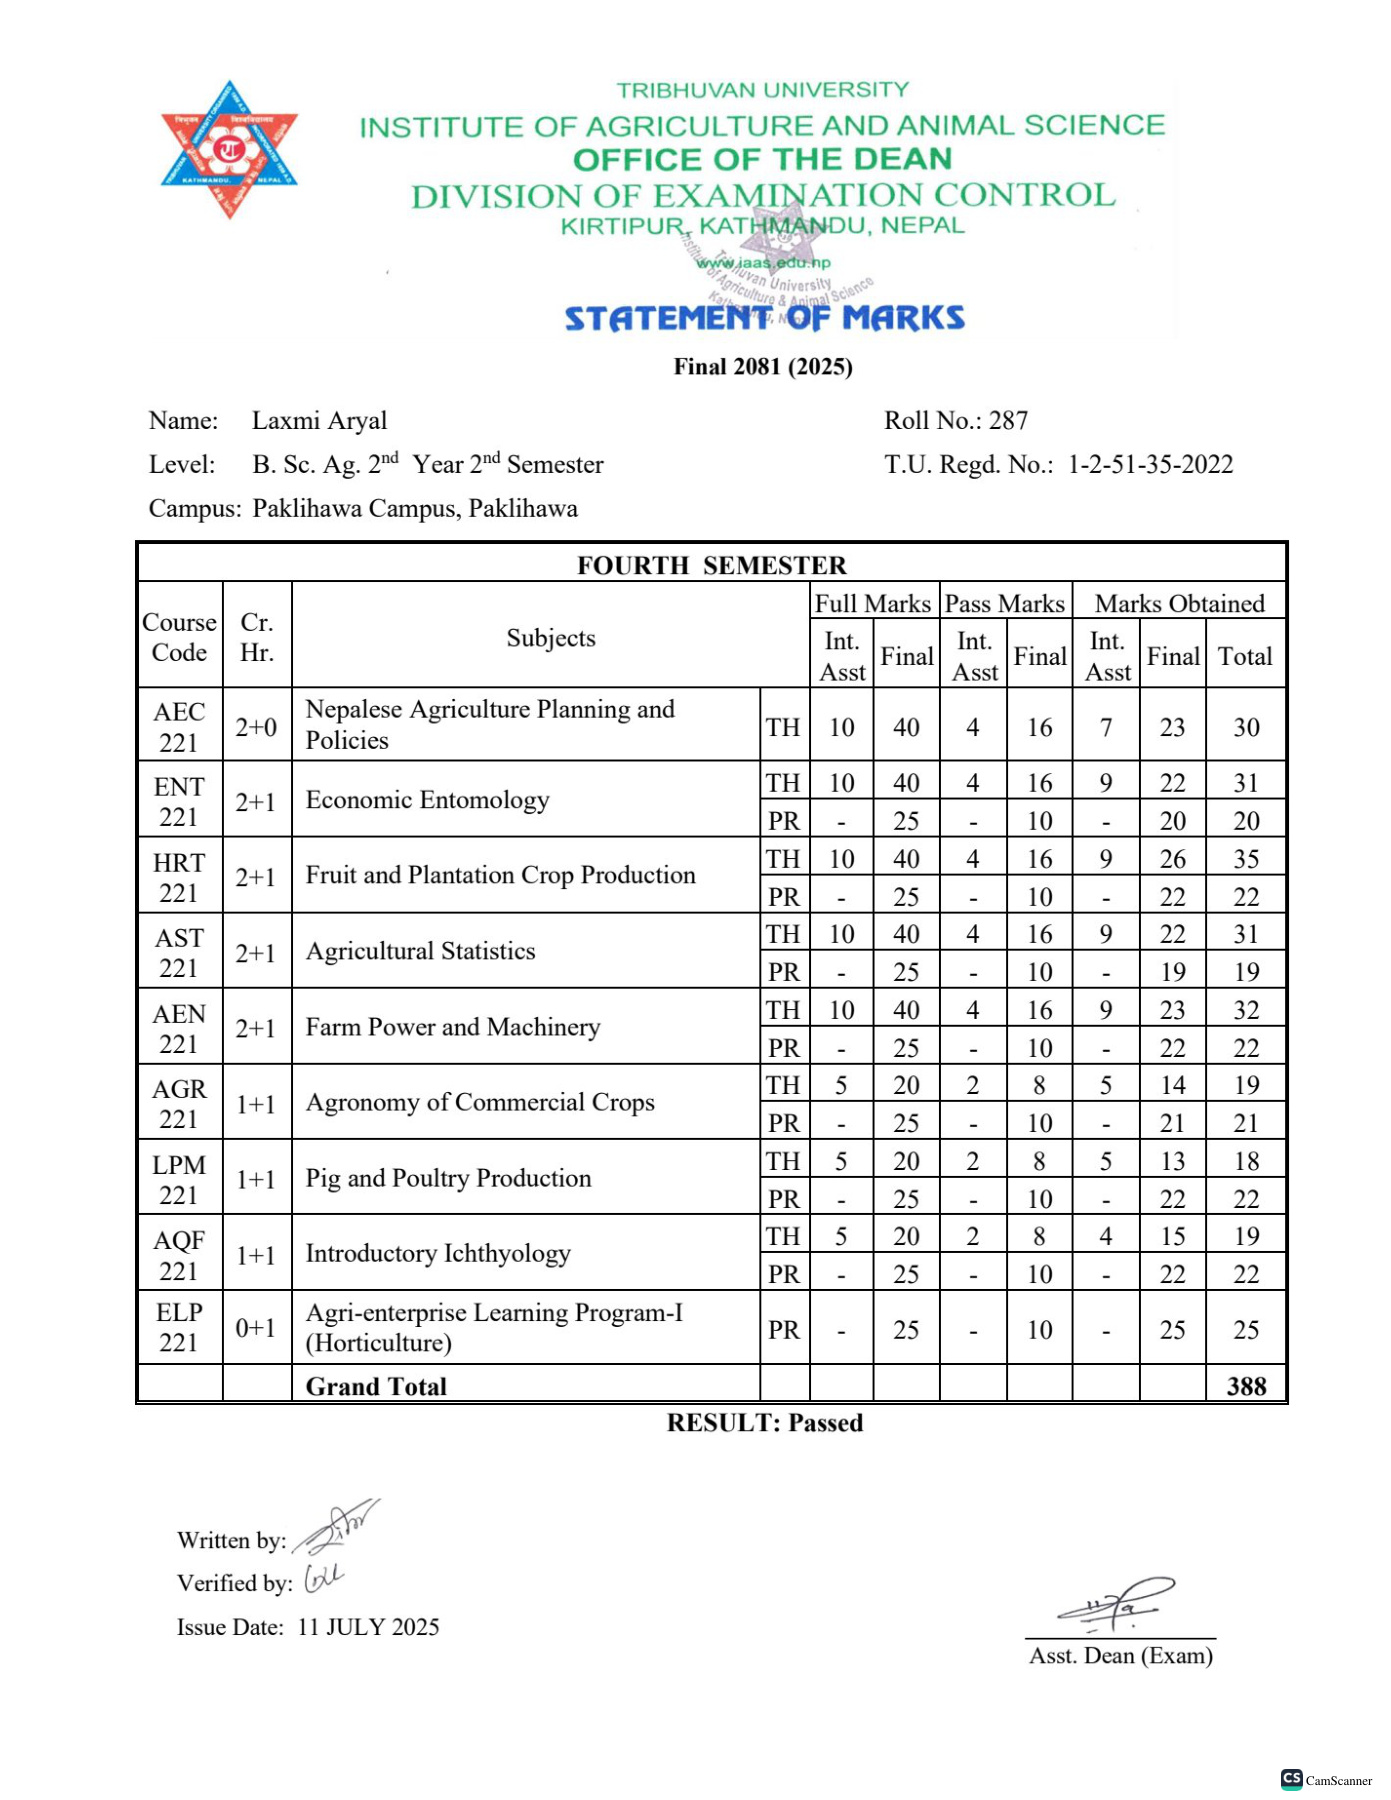 TRIBHUVAN UNIVERSITY
INSTITUTE OF AGRICULTURE AND ANIMAL SCIENCE
OFFICE OF THE DEAN
DIVISION OF EXAMINATION CONTROL
KIRTIPUR, KATHMANDU, NEPAL
www.iaas.edu.np
Tribhuvan University
Institute of Agriculture & Animal Science
Kathmandu, Nepal
STATEMENT OF MARKS
Final 2081 (2025)
Name: Laxmi Aryal Roll No.: 287
Level: B. Sc. Ag. 2nd Year 2nd Semester T.U. Regd. No.: 1-2-51-35-2022
Campus: Paklihawa Campus, Paklihawa
FOURTH SEMESTER
Course Code Cr. Hr. Subjects Full Marks Pass Marks Marks Obtained
Int. Asst Final Int. Asst Final Int. Asst Final Total
AEC 221 2+0 Nepalese Agriculture Planning and Policies TH 10 40 4 16 7 23 30
ENT 221 2+1 Economic Entomology TH 10 40 4 16 9 22 31
PR - 25 - 10 - 20 20
HRT 221 2+1 Fruit and Plantation Crop Production TH 10 40 4 16 9 26 35
PR - 25 - 10 - 22 22
AST 221 2+1 Agricultural Statistics TH 10 40 4 16 9 22 31
PR - 25 - 10 - 19 19
AEN 221 2+1 Farm Power and Machinery TH 10 40 4 16 9 23 32
PR - 25 - 10 - 22 22
AGR 221 1+1 Agronomy of Commercial Crops TH 5 20 2 8 5 14 19
PR - 25 - 10 - 21 21
LPM 221 1+1 Pig and Poultry Production TH 5 20 2 8 5 13 18
PR - 25 - 10 - 22 22
AQF 221 1+1 Introductory Ichthyology TH 5 20 2 8 4 15 19
PR - 25 - 10 - 22 22
ELP 221 0+1 Agri-enterprise Learning Program-I (Horticulture) PR - 25 - 10 - 25 25
Grand Total 388
RESULT: Passed
Written by:
Verified by:
Issue Date: 11 JULY 2025
Asst. Dean (Exam)
CS CamScanner